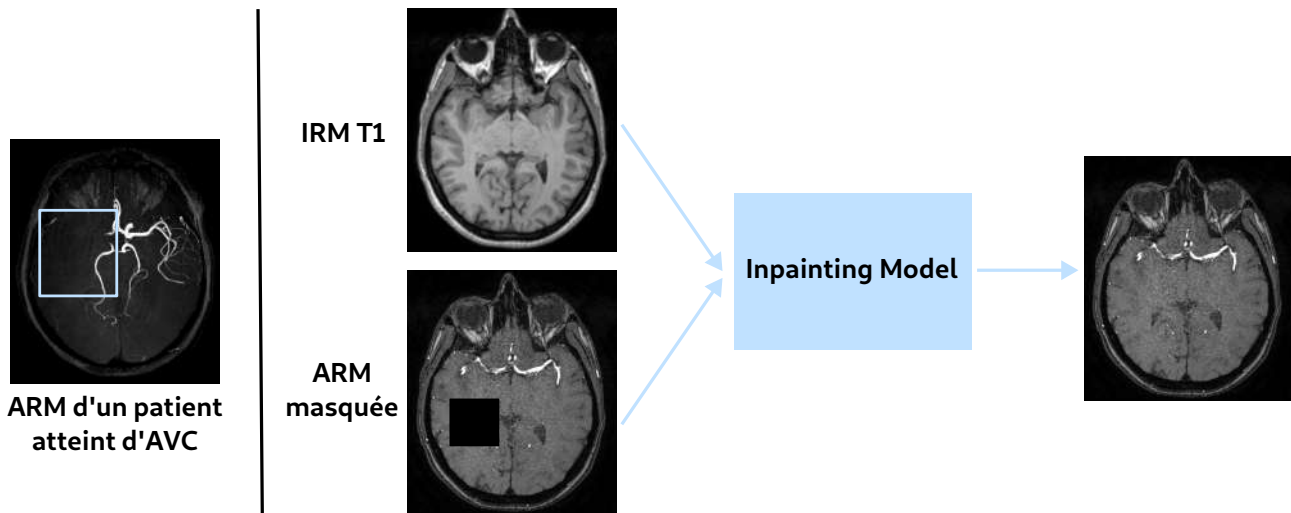 IRM T1
ARM d'un patient
atteint d'AVC
ARM
masquée
Inpainting Model